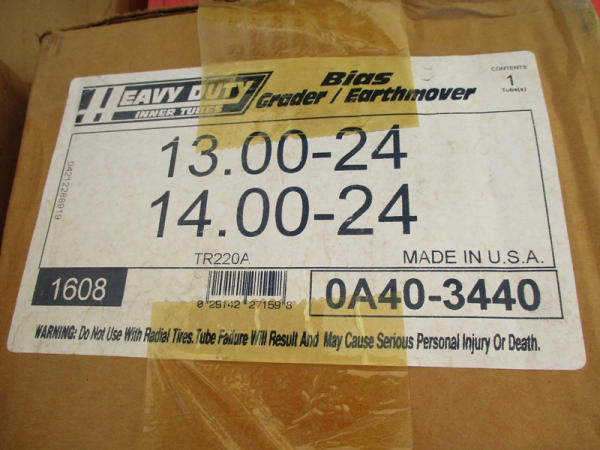 HEAVY DUTY
INNER TUBES
Bias
Grader / Earthmover
CONTENTS
1
Tube(s)
13.00-24
14.00-24
04212288919
TR220A
MADE IN U.S.A.
1608
0 25142 27159 8
0A40-3440
WARNING: Do Not Use With Radial Tires. Tube Failure Will Result And May Cause Serious Personal Injury Or Death.